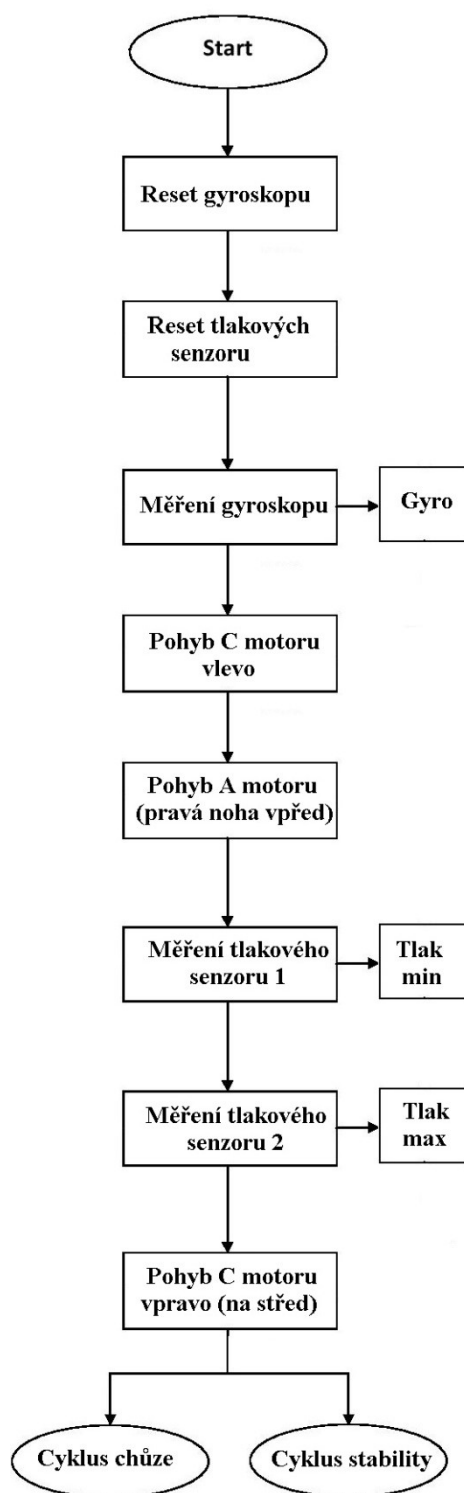 Start
Reset gyroskopu
Reset tlakových
senzoru
Měření gyroskopu
Gyro
Pohyb C motoru
vlevo
Pohyb A motoru
(pravá noha vpřed)
Měření tlakového
senzoru 1
Tlak
min
Měření tlakového
senzoru 2
Tlak
max
Pohyb C motoru
vpravo (na střed)
Cyklus chůze
Cyklus stability